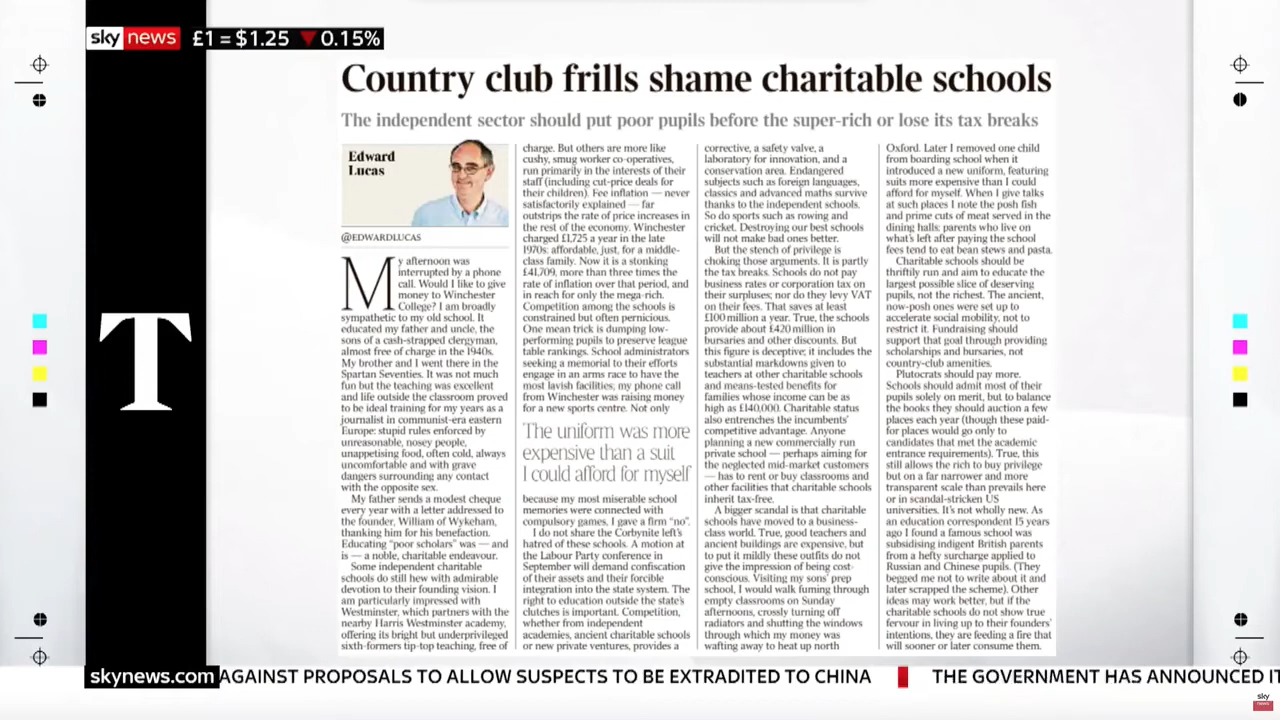 sky news £1 = $1.25 ▼ 0.15%
Country club frills shame charitable schools
The independent sector should put poor pupils before the super-rich or lose its tax breaks
Edward
Lucas
@EDWARDLUCAS
My afternoon was
interrupted by a phone
call. Would I like to give
money to Winchester
College? I am broadly
sympathetic to my old school. It
educated my father and uncle, the
sons of a cash-strapped clergyman,
almost free of charge in the 1940s.
My brother and I went there in the
Spartan Seventies. It was not much
fun but the teaching was excellent
and life outside the classroom proved
to be ideal training for my years as a
journalist in communist-era eastern
Europe: stupid rules enforced by
unreasonable, nosey people,
unappetising food, often cold, always
uncomfortable and with grave
dangers surrounding any contact
with the opposite sex.
My father sends a modest cheque
every year with a letter addressed to
the founder, William of Wykeham,
thanking him for his benefaction.
Educating “poor scholars” was — and
is — a noble, charitable endeavour.
Some independent charitable
schools do still hew with admirable
devotion to their founding vision. I
am particularly impressed with
Westminster, which partners with the
nearby Harris Westminster academy,
offering its bright but underprivileged
sixth-formers tip-top teaching, free of
charge. But others are more like
cushy, smug worker co-operatives,
run primarily in the interests of their
staff (including cut-price deals for
their children). Fee inflation — never
satisfactorily explained — far
outstrips the rate of price increases in
the rest of the economy. Winchester
charged £1,725 a year in the late
1970s: affordable, just, for a middle-
class family. Now it is a stonking
£41,709, more than three times the
rate of inflation over that period, and
in reach for only the mega-rich.
Competition among the schools is
constrained but often pernicious.
One mean trick is dumping low-
performing pupils to preserve league
table rankings. School administrators
seeking a memorial to their efforts
engage in an arms race to have the
most lavish facilities; my phone call
from Winchester was raising money
for a new sports centre. Not only
The uniform was more
expensive than a suit
I could afford for myself
because my most miserable school
memories were connected with
compulsory games, I gave a firm “no”.
I do not share the Corbynite left’s
hatred of these schools. A motion at
the Labour Party conference in
September will demand confiscation
of their assets and their forcible
integration into the state system. The
right to education outside the state’s
clutches is important. Competition,
whether from independent
academies, ancient charitable schools
or new private ventures, provides a
corrective, a safety valve, a
laboratory for innovation, and a
conservation area. Endangered
subjects such as foreign languages,
classics and advanced maths survive
thanks to the independent schools.
So do sports such as rowing and
cricket. Destroying our best schools
will not make bad ones better.
But the stench of privilege is
choking those arguments. It is partly
the tax breaks. Schools do not pay
business rates or corporation tax on
their surpluses; nor do they levy VAT
on their fees. That saves at least
£100 million a year. True, the schools
provide about £420 million in
bursaries and other discounts. But
this figure is deceptive; it includes the
substantial markdowns given to
teachers at other charitable schools
and means-tested benefits for
families whose income can be as
high as £140,000. Charitable status
also entrenches the incumbents’
competitive advantage. Anyone
planning a new commercially run
private school — perhaps aiming for
the neglected mid-market customers
— has to rent or buy classrooms and
other facilities that charitable schools
inherit tax-free.
A bigger scandal is that charitable
schools have moved to a business-
class world. True, good teachers and
ancient buildings are expensive, but
to put it mildly these outfits do not
give the impression of being cost-
conscious. Visiting my sons’ prep
school, I would walk fuming through
empty classrooms on Sunday
afternoons, crossly turning off
radiators and shutting the windows
through which my money was
wafting away to heat up north
Oxford. Later I removed one child
from boarding school when it
introduced a new uniform, featuring
suits more expensive than I could
afford for myself. When I give talks
at such places I note the posh fish
and prime cuts of meat served in the
dining halls: parents who live on
what’s left after paying the school
fees tend to eat bean stews and pasta.
Charitable schools should be
thriftily run and aim to educate the
largest possible slice of deserving
pupils, not the richest. The ancient,
now-posh ones were set up to
accelerate social mobility, not to
restrict it. Fundraising should
support that goal through providing
scholarships and bursaries, not
country-club amenities.
Plutocrats should pay more.
Schools should admit most of their
pupils solely on merit, but to balance
the books they should auction a few
places each year (though these paid-
for places would go only to
candidates that met the academic
entrance requirements). True, this
still allows the rich to buy privilege
but on a far narrower and more
transparent scale than prevails here
or in scandal-stricken US
universities. It’s not wholly new. As
an education correspondent 15 years
ago I found a famous school was
subsidising indigent British parents
from a hefty surcharge applied to
Russian and Chinese pupils. (They
begged me not to write about it and
later scrapped the scheme). Other
ideas may work better, but if the
charitable schools do not show true
fervour in living up to their founders’
intentions, they are feeding a fire that
will sooner or later consume them.
T
skynews.com AGAINST PROPOSALS TO ALLOW SUSPECTS TO BE EXTRADITED TO CHINA THE GOVERNMENT HAS ANNOUNCED IT
sky news